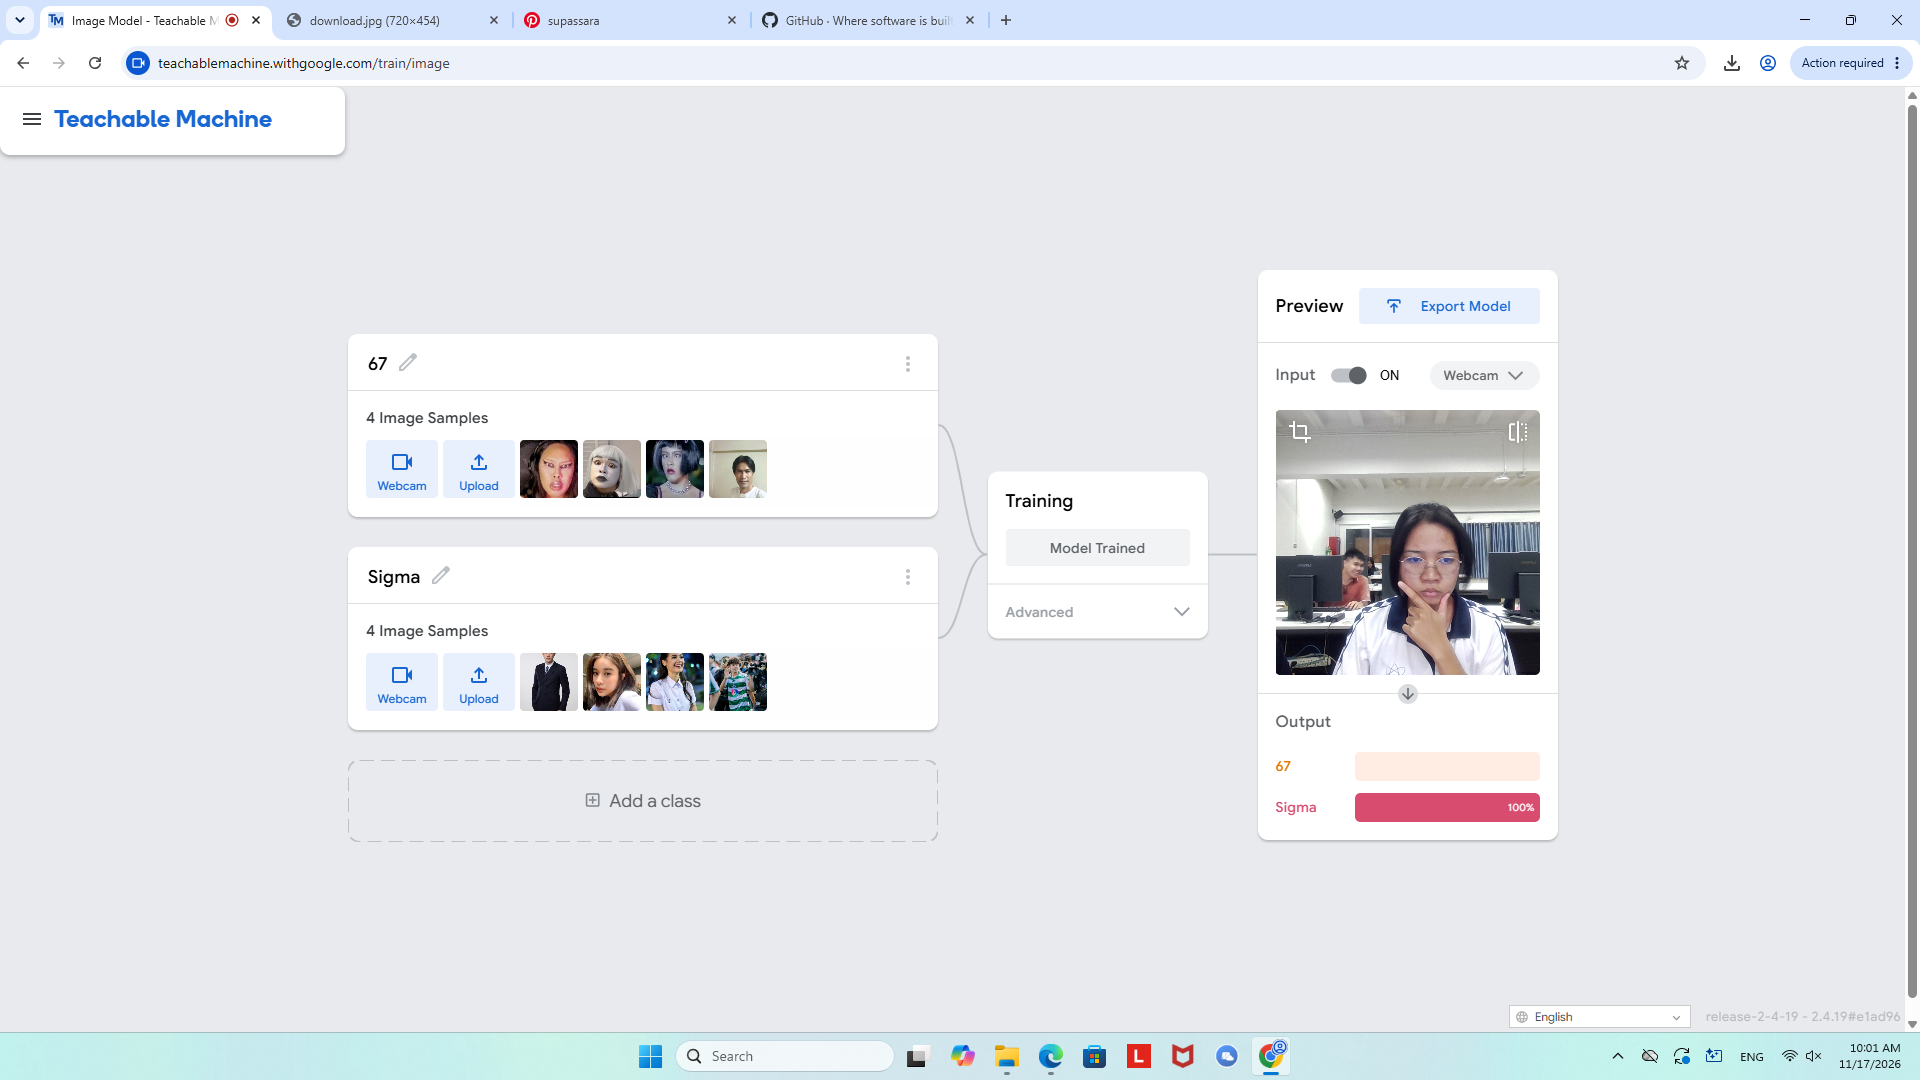 Image Model - Teachable M
download.jpg (720×454)
supassara
GitHub · Where software is buil
teachablemachine.withgoogle.com/train/image
Action required
Teachable Machine
67
4 Image Samples
Webcam
Upload
Sigma
4 Image Samples
Webcam
Upload
Add a class
Training
Model Trained
Advanced
Preview
Export Model
Input
ON
Webcam
Output
67
Sigma
100%
English
release-2-4-19 - 2.4.19#e1ad96
Search
ENG
10:01 AM
11/17/2026